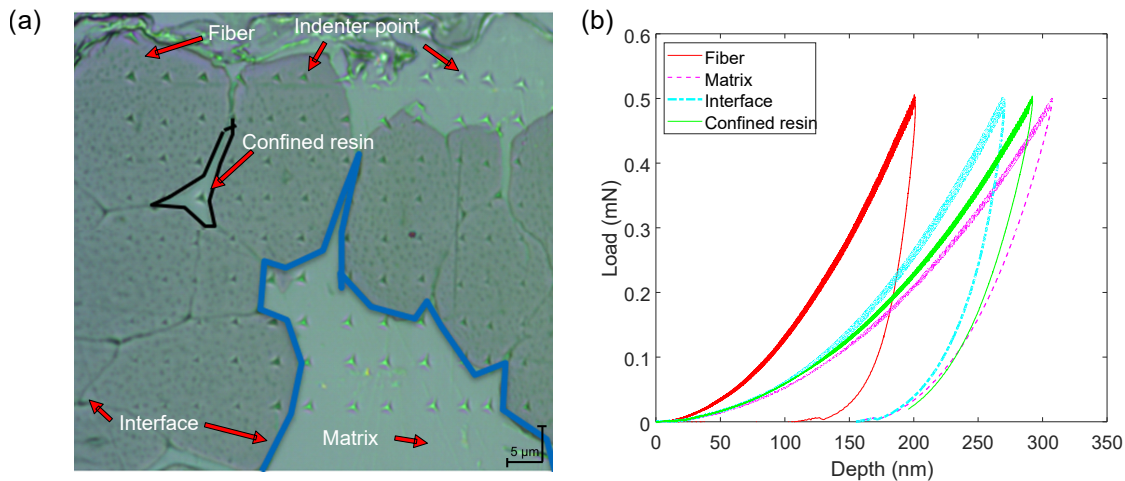 (a)
Fiber
Indenter point
Confined resin
Interface
Matrix
5 μm
(b)
0.6
0.5
0.4
0.3
0.2
0.1
0
Load (mN)
Fiber
Matrix
Interface
Confined resin
0 50 100 150 200 250 300 350
Depth (nm)